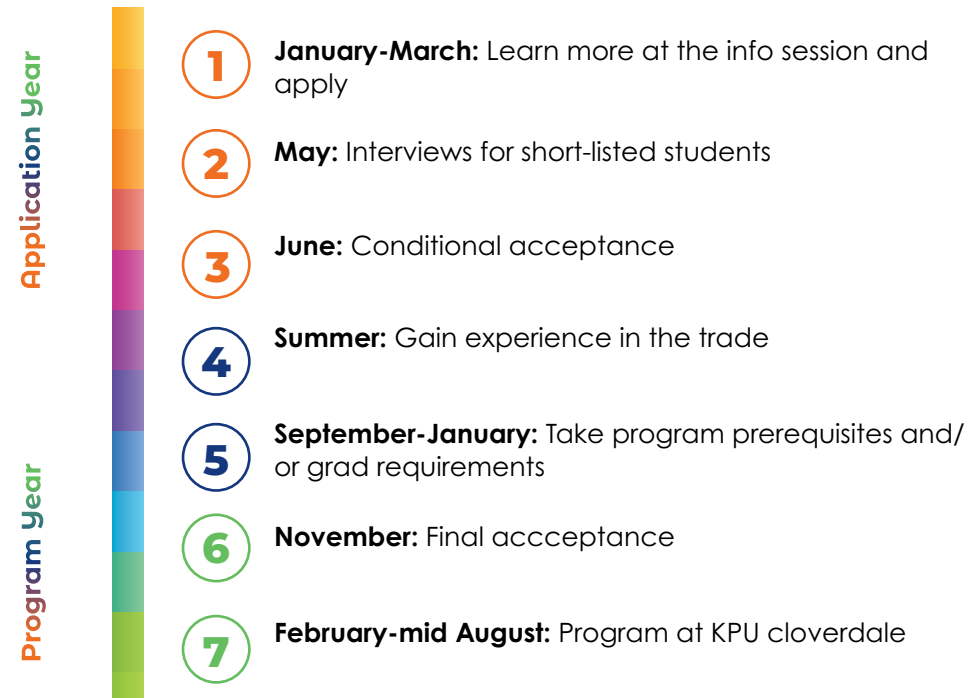 Application Year
1
January-March: Learn more at the info session and
apply
2
May: Interviews for short-listed students
3
June: Conditional acceptance
4
Summer: Gain experience in the trade
Program Year
5
September-January: Take program prerequisites and/
or grad requirements
6
November: Final accceptance
7
February-mid August: Program at KPU cloverdale